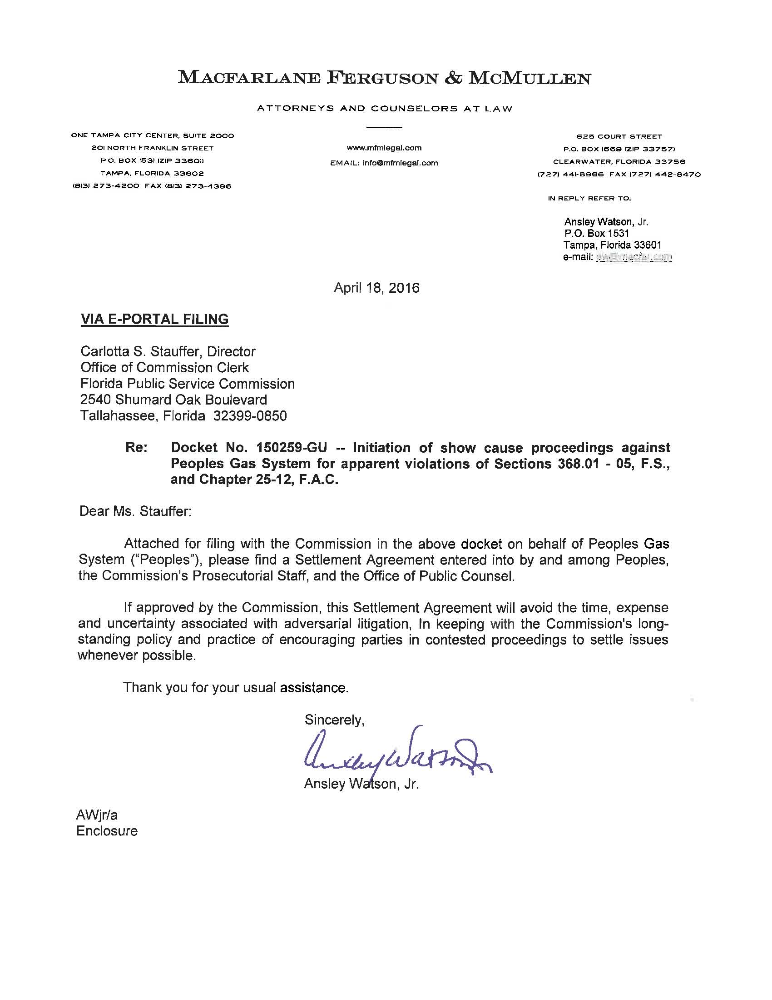 MACFARLANE FERGUSON & MCMULLEN
ATTORNEYS AND COUNSELORS AT LAW
ONE TAMPA CITY CENTER, SUITE 2000
201 NORTH FRANKLIN STREET
P.O. BOX 1531 (ZIP 33601)
TAMPA, FLORIDA 33602
(813) 273-4200 FAX (813) 273-4396
www.mfmlegal.com
EMAIL: info@mfmlegal.com
625 COURT STREET
P.O. BOX 1669 (ZIP 33757)
CLEARWATER, FLORIDA 33756
(727) 441-8966 FAX (727) 442-8470
IN REPLY REFER TO:
Ansley Watson, Jr.
P.O. Box 1531
Tampa, Florida 33601
e-mail:
April 18, 2016
VIA E-PORTAL FILING
Carlotta S. Stauffer, Director
Office of Commission Clerk
Florida Public Service Commission
2540 Shumard Oak Boulevard
Tallahassee, Florida 32399-0850
Re: Docket No. 150259-GU -- Initiation of show cause proceedings against
Peoples Gas System for apparent violations of Sections 368.01 - 05, F.S.,
and Chapter 25-12, F.A.C.
Dear Ms. Stauffer:
Attached for filing with the Commission in the above docket on behalf of Peoples Gas
System (“Peoples”), please find a Settlement Agreement entered into by and among Peoples,
the Commission's Prosecutorial Staff, and the Office of Public Counsel.
If approved by the Commission, this Settlement Agreement will avoid the time, expense
and uncertainty associated with adversarial litigation, In keeping with the Commission's long-
standing policy and practice of encouraging parties in contested proceedings to settle issues
whenever possible.
Thank you for your usual assistance.
Sincerely,
Ansley Watson Jr
Ansley Watson, Jr.
AWjr/a
Enclosure